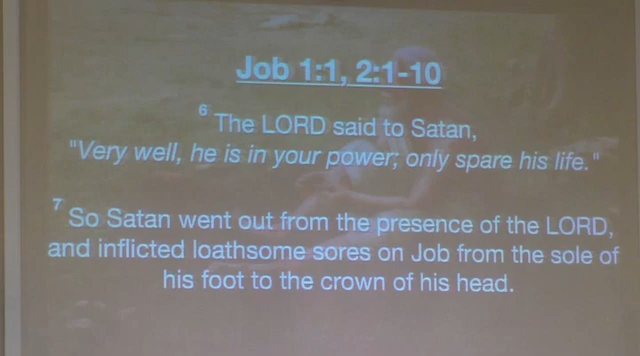 Job 1:1, 2:1-10
6 The LORD said to Satan,
"Very well, he is in your power; only spare his life."
7 So Satan went out from the presence of the LORD,
and inflicted loathsome sores on Job from the sole of
his foot to the crown of his head.